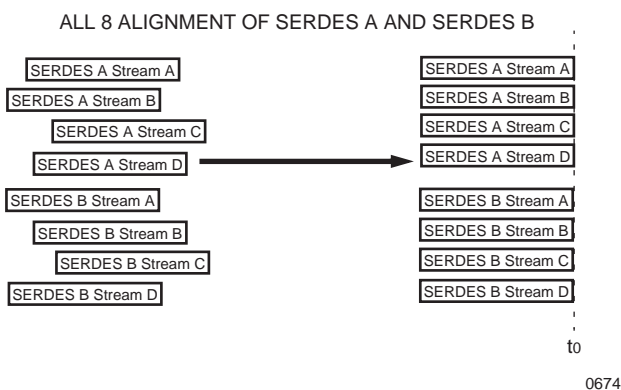 ALL 8 ALIGNMENT OF SERDES A AND SERDES B
SERDES A Stream A
SERDES A Stream B
SERDES A Stream C
SERDES A Stream D
SERDES B Stream A
SERDES B Stream B
SERDES B Stream C
SERDES B Stream D
SERDES A Stream A
SERDES A Stream B
SERDES A Stream C
SERDES A Stream D
SERDES B Stream A
SERDES B Stream B
SERDES B Stream C
SERDES B Stream D
t0
0674